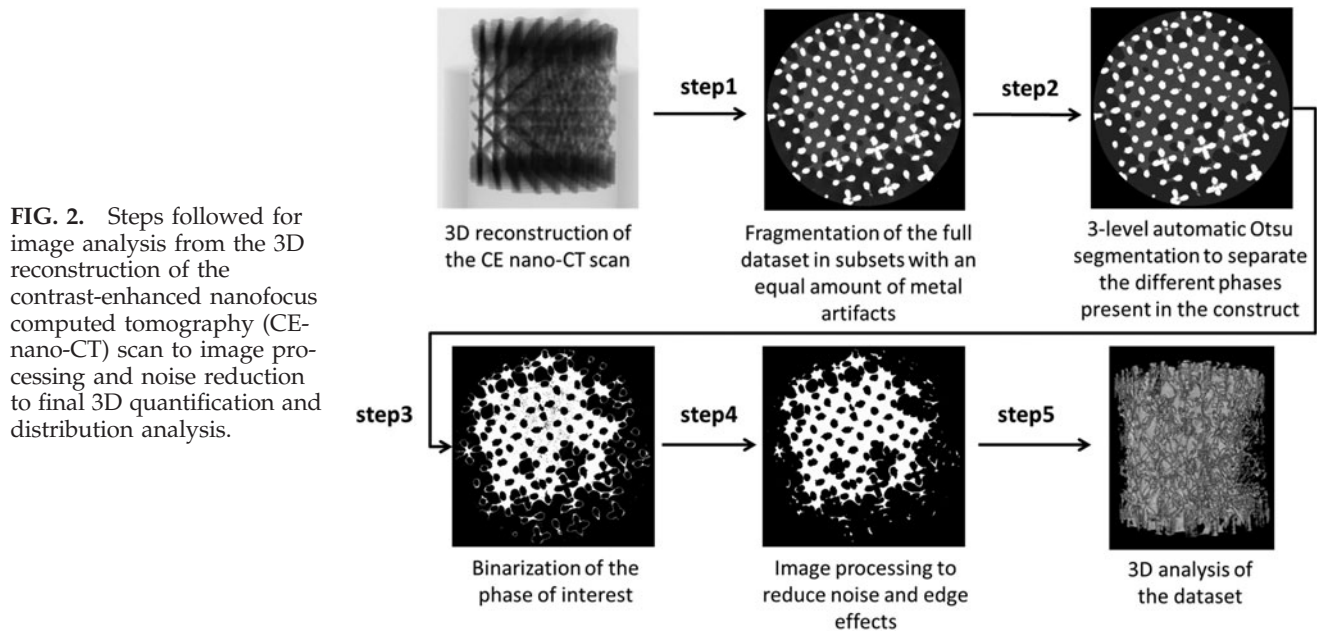 FIG. 2. Steps followed for
image analysis from the 3D
reconstruction of the
contrast-enhanced nanofocus
computed tomography (CE-
nano-CT) scan to image pro-
cessing and noise reduction
to final 3D quantification and
distribution analysis.
step1
step2
3D reconstruction of
the CE nano-CT scan
Fragmentation of the full
dataset in subsets with an
equal amount of metal
artifacts
3-level automatic Otsu
segmentation to separate
the different phases
present in the construct
step3
step4
step5
Binarization of the
phase of interest
Image processing to
reduce noise and edge
effects
3D analysis of
the dataset